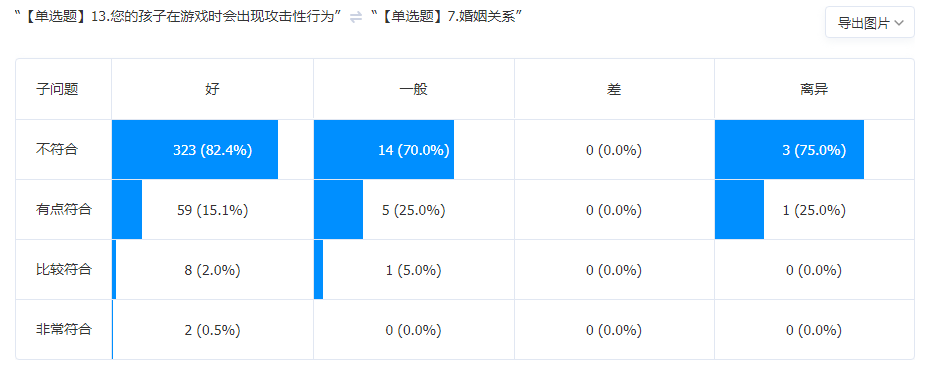 “【单选题】13.您的孩子在游戏时会出现攻击性行为” ⇌ “【单选题】7.婚姻关系”
导出图片
子问题 好 一般 差 离异
不符合 323 (82.4%) 14 (70.0%) 0 (0.0%) 3 (75.0%)
有点符合 59 (15.1%) 5 (25.0%) 0 (0.0%) 1 (25.0%)
比较符合 8 (2.0%) 1 (5.0%) 0 (0.0%) 0 (0.0%)
非常符合 2 (0.5%) 0 (0.0%) 0 (0.0%) 0 (0.0%)